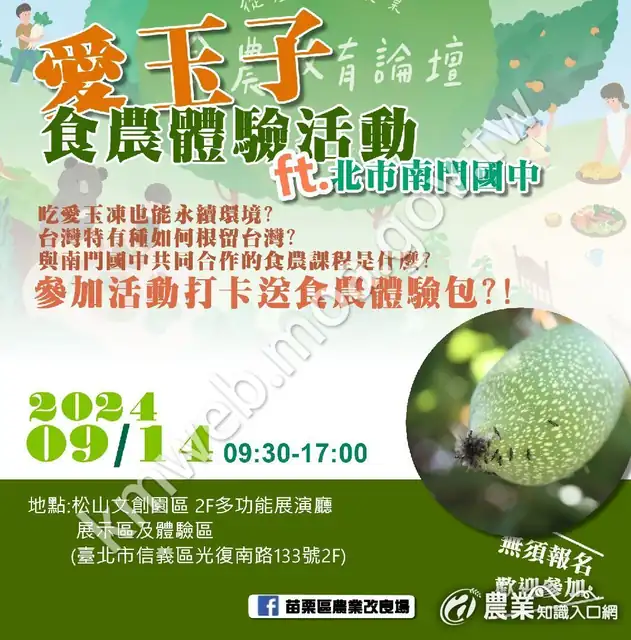 食農教育論壇
愛玉子
食農體驗活動
ft.北市南門國中
吃愛玉凍也能永續環境?
台灣特有種如何根留台灣?
與南門國中共同合作的食農課程是什麼?
參加活動打卡送食農體驗包?!
2024
09/14 09:30-17:00
地點:松山文創園區 2F多功能展演廳
展示區及體驗區
(臺北市信義區光復南路133號2F)
無須報名
歡迎參加
苗栗區農業改良場
農業知識入口網
kmweb.moa.gov.tw